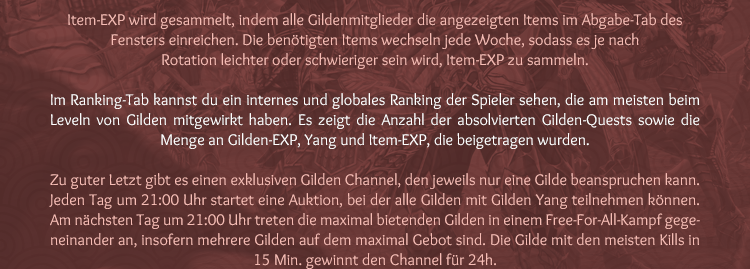 Item-EXP wird gesammelt, indem alle Gildenmitglieder die angezeigten Items im Abgabe-Tab des
Fensters einreichen. Die benötigten Items wechseln jede Woche, sodass es je nach
Rotation leichter oder schwieriger sein wird, Item-EXP zu sammeln.
Im Ranking-Tab kannst du ein internes und globales Ranking der Spieler sehen, die am meisten beim
Leveln von Gilden mitgewirkt haben. Es zeigt die Anzahl der absolvierten Gilden-Quests sowie die
Menge an Gilden-EXP, Yang und Item-EXP, die beigetragen wurden.
Zu guter Letzt gibt es einen exklusiven Gilden Channel, den jeweils nur eine Gilde beanspruchen kann.
Jeden Tag um 21:00 Uhr startet eine Auktion, bei der alle Gilden mit Gilden Yang teilnehmen können.
Am nächsten Tag um 21:00 Uhr treten die maximal bietenden Gilden in einem Free-For-All-Kampf gege-
neinander an, insofern mehrere Gilden auf dem maximal Gebot sind. Die Gilde mit den meisten Kills in
15 Min. gewinnt den Channel für 24h.